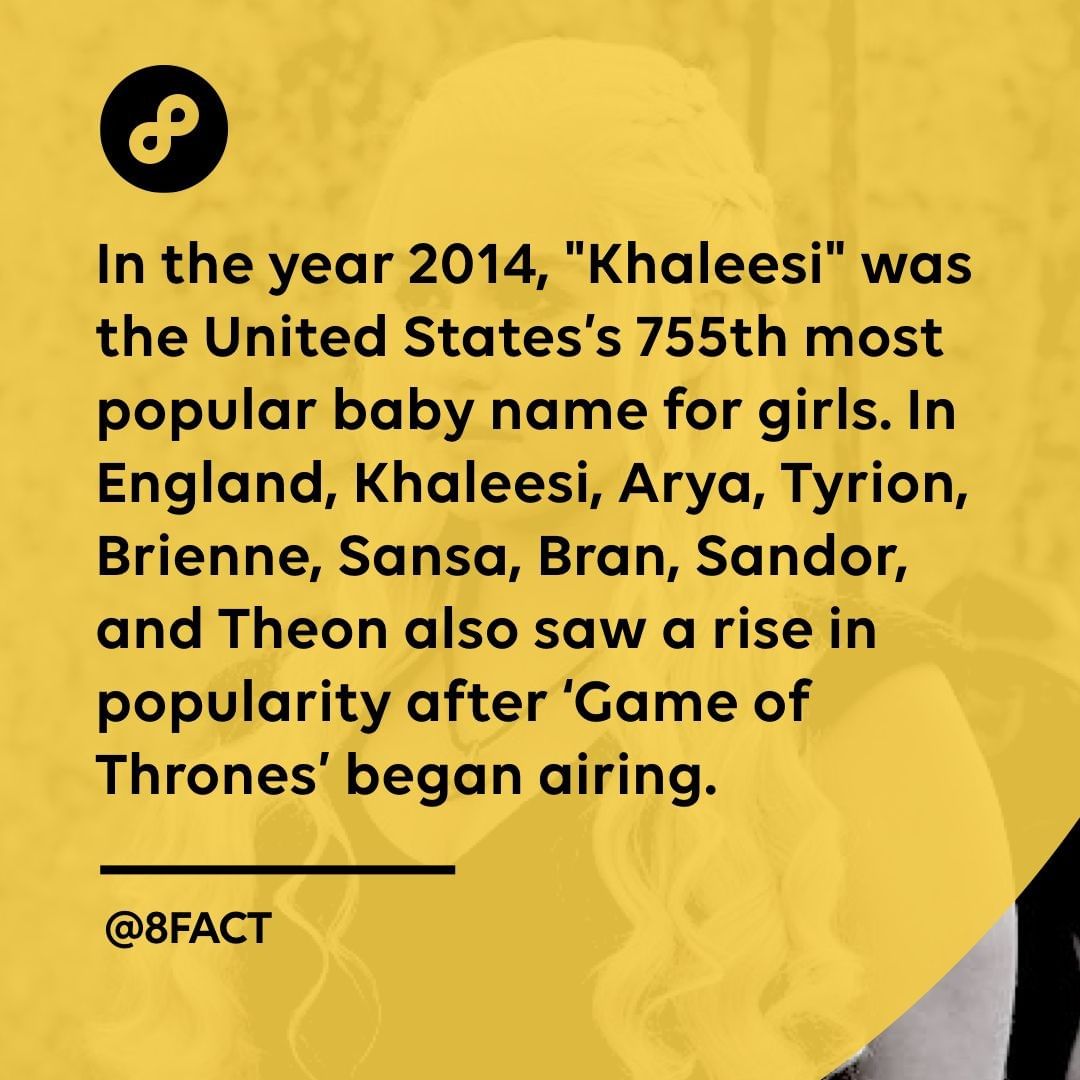 In the year 2014, "Khaleesi" was
the United States’s 755th most
popular baby name for girls. In
England, Khaleesi, Arya, Tyrion,
Brienne, Sansa, Bran, Sandor,
and Theon also saw a rise in
popularity after ‘Game of
Thrones’ began airing.
@8FACT